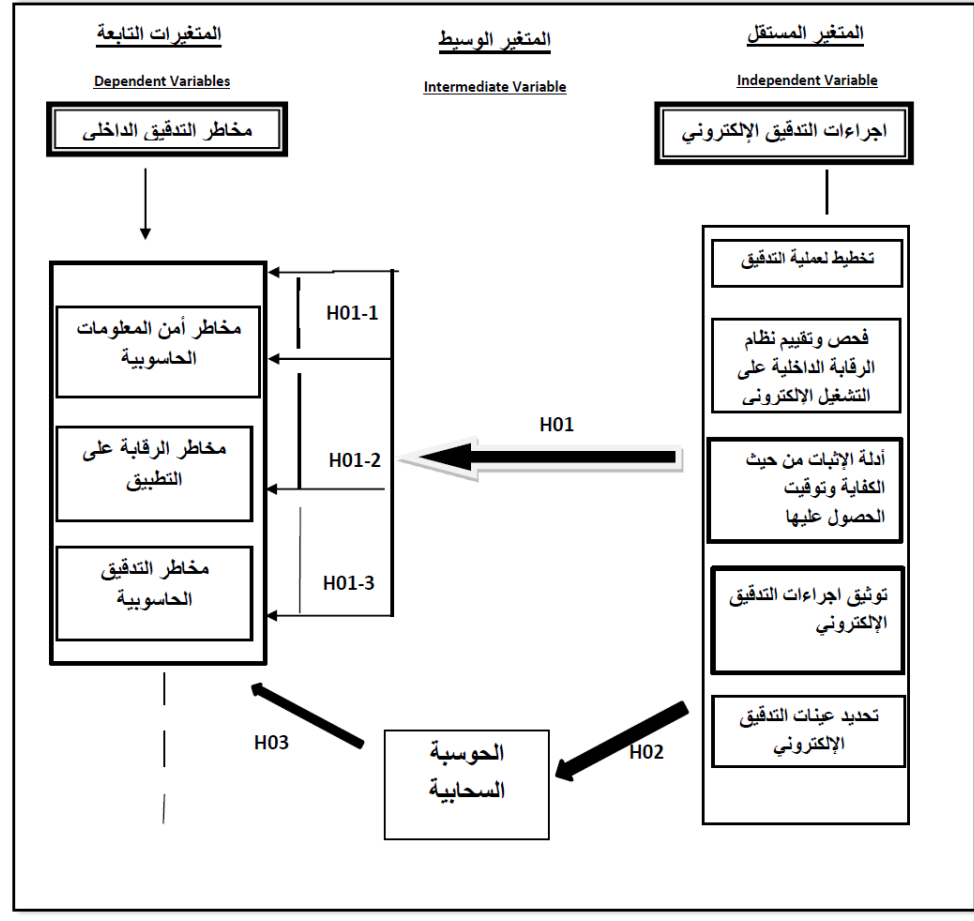 المتغير المستقل
Independent Variable
اجراءات التدقيق الإلكتروني
تخطيط لعملية التدقيق
فحص وتقييم نظام
الرقابة الداخلية على
التشغيل الإلكترونى
أدلة الإثبات من حيث
الكفاية وتوقيت
الحصول عليها
توثيق اجراءات التدقيق
الإلكتروني
تحديد عينات التدقيق
الإلكتروني
المتغير الوسيط
Intermediate Variable
H01
H02
الحوسبة
السحابية
H03
المتغيرات التابعة
Dependent Variables
مخاطر التدقيق الداخلى
H01-1
مخاطر أمن المعلومات
الحاسوبية
H01-2
مخاطر الرقابة على
التطبيق
H01-3
مخاطر التدقيق
الحاسوبية